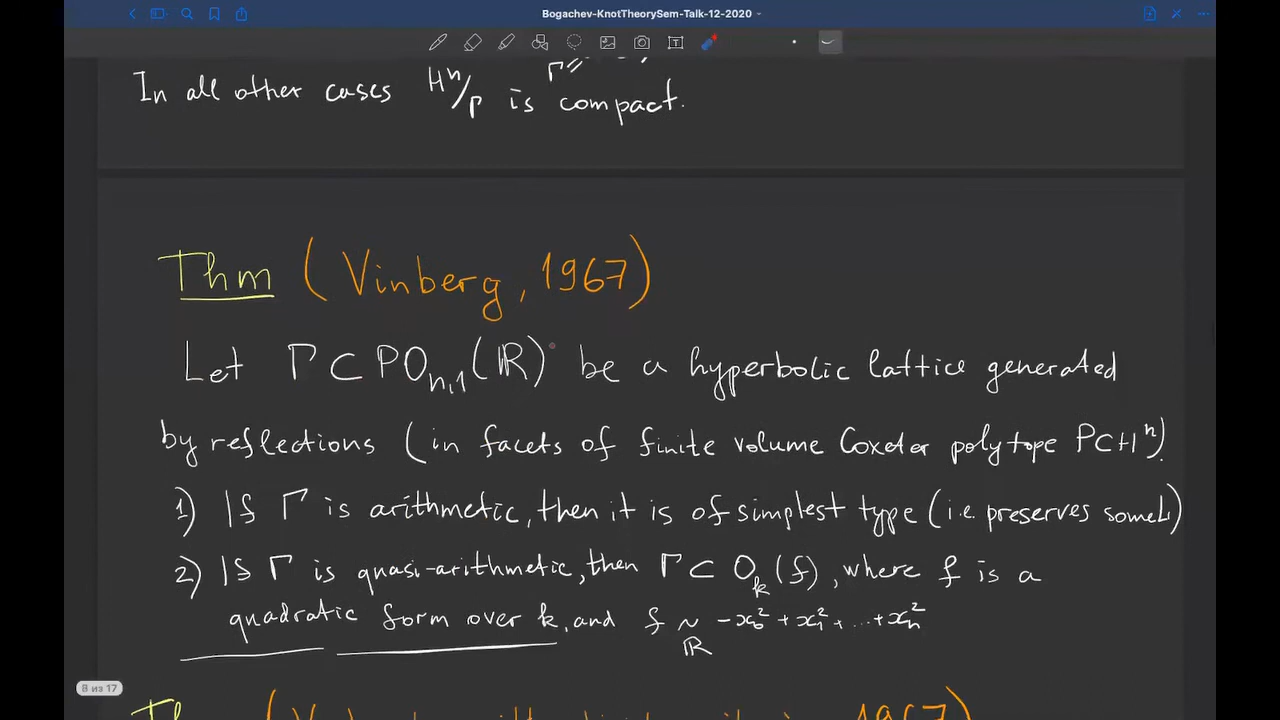 Bogachev-KnotTheorySem-Talk-12-2020
In all other cases Hⁿ/Γ is compact.
Thm (Vinberg, 1967)
Let Γ ⊂ PO_{n,1}(ℝ) be a hyperbolic lattice generated
by reflections (in facets of finite volume Coxeter polytope P⊂Hⁿ).
1) If Γ is arithmetic, then it is of simplest type (i.e. preserves some L)
2) If Γ is quasi-arithmetic, then Γ ⊂ O_k(f), where f is a
quadratic form over k, and f ~_ℝ -x₀² + x₁² + ... + xₙ²
8 из 17